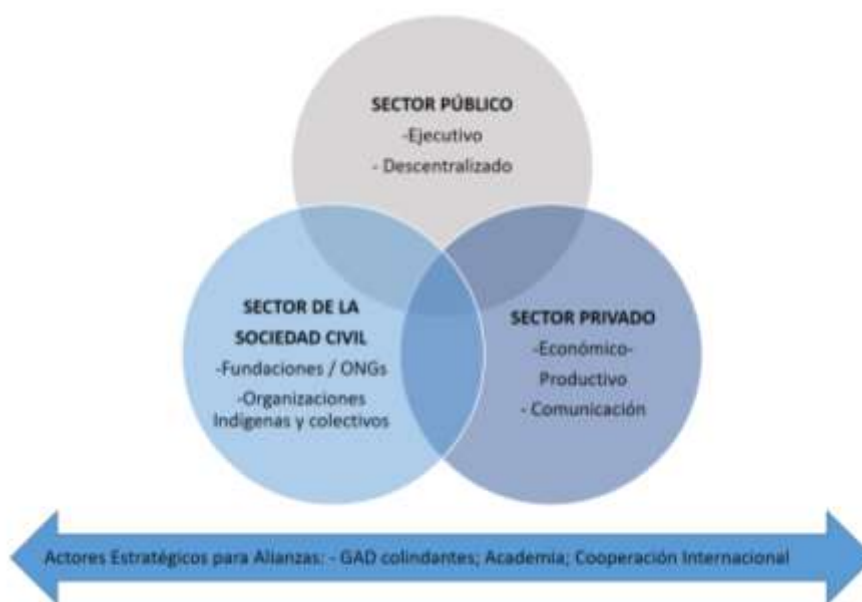 SECTOR PÚBLICO
-Ejecutivo
- Descentralizado
SECTOR DE LA
SOCIEDAD CIVIL
-Fundaciones / ONGs
-Organizaciones
Indígenas y colectivos
SECTOR PRIVADO
-Económico-
Productivo
- Comunicación
Actores Estratégicos para Alianzas: - GAD colindantes; Academia; Cooperación Internacional